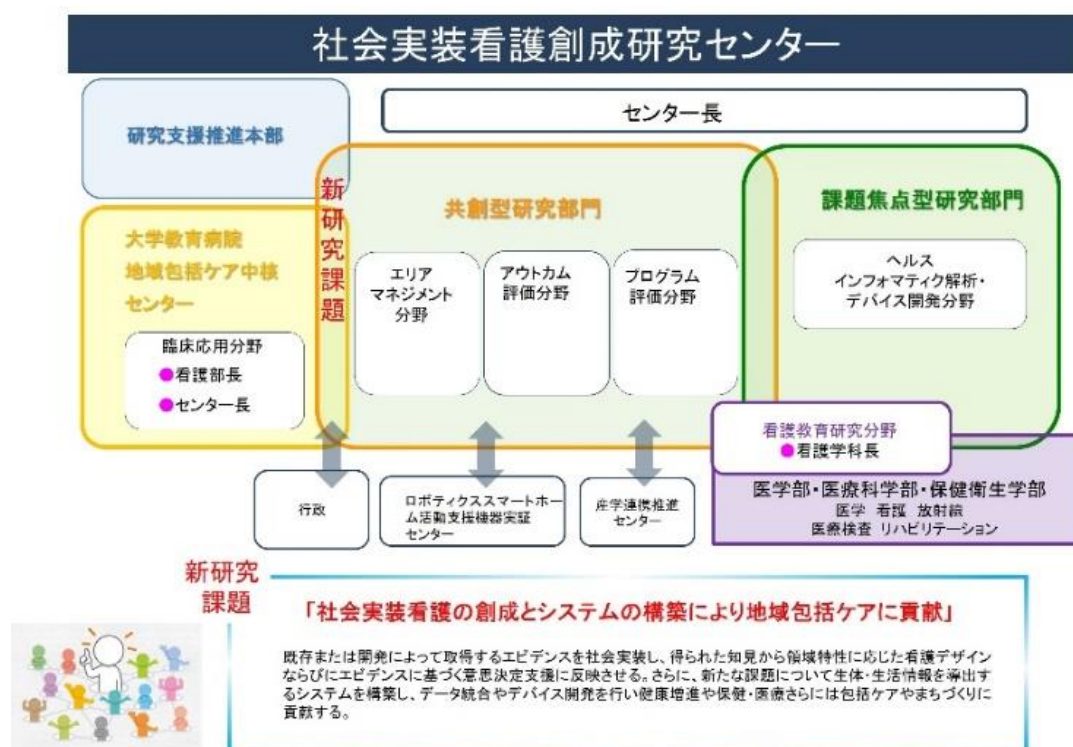 社会実装看護創成研究センター
センター長
研究支援推進本部
新研究課題
共創型研究部門
課題焦点型研究部門
大学教育病院
地域包括ケア中核
センター
臨床応用分野
●看護部長
●センター長
エリア
マネジメント
分野
アウトカム
評価分野
プログラム
評価分野
ヘルス
インフォマティク解析・
デバイス開発分野
看護教育研究分野
●看護学科長
医学部・医療科学部・保健衛生学部
医学 看護 放射線
医療検査 リハビリテーション
行政
ロボティクススマートホー
ム活動支援機器実証
センター
産学連携推進
センター
新研究
課題
「社会実装看護の創成とシステムの構築により地域包括ケアに貢献」
既存または開発によって取得するエビデンスを社会実装し、得られた知見から領域特性に応じた看護デザイン
ならびにエビデンスに基づく意思決定支援に反映させる。さらに、新たな課題について生体・生活情報を導出す
るシステムを構築し、データ統合やデバイス開発を行い健康増進や保健・医療さらには包括ケアやまちづくりに
貢献する。